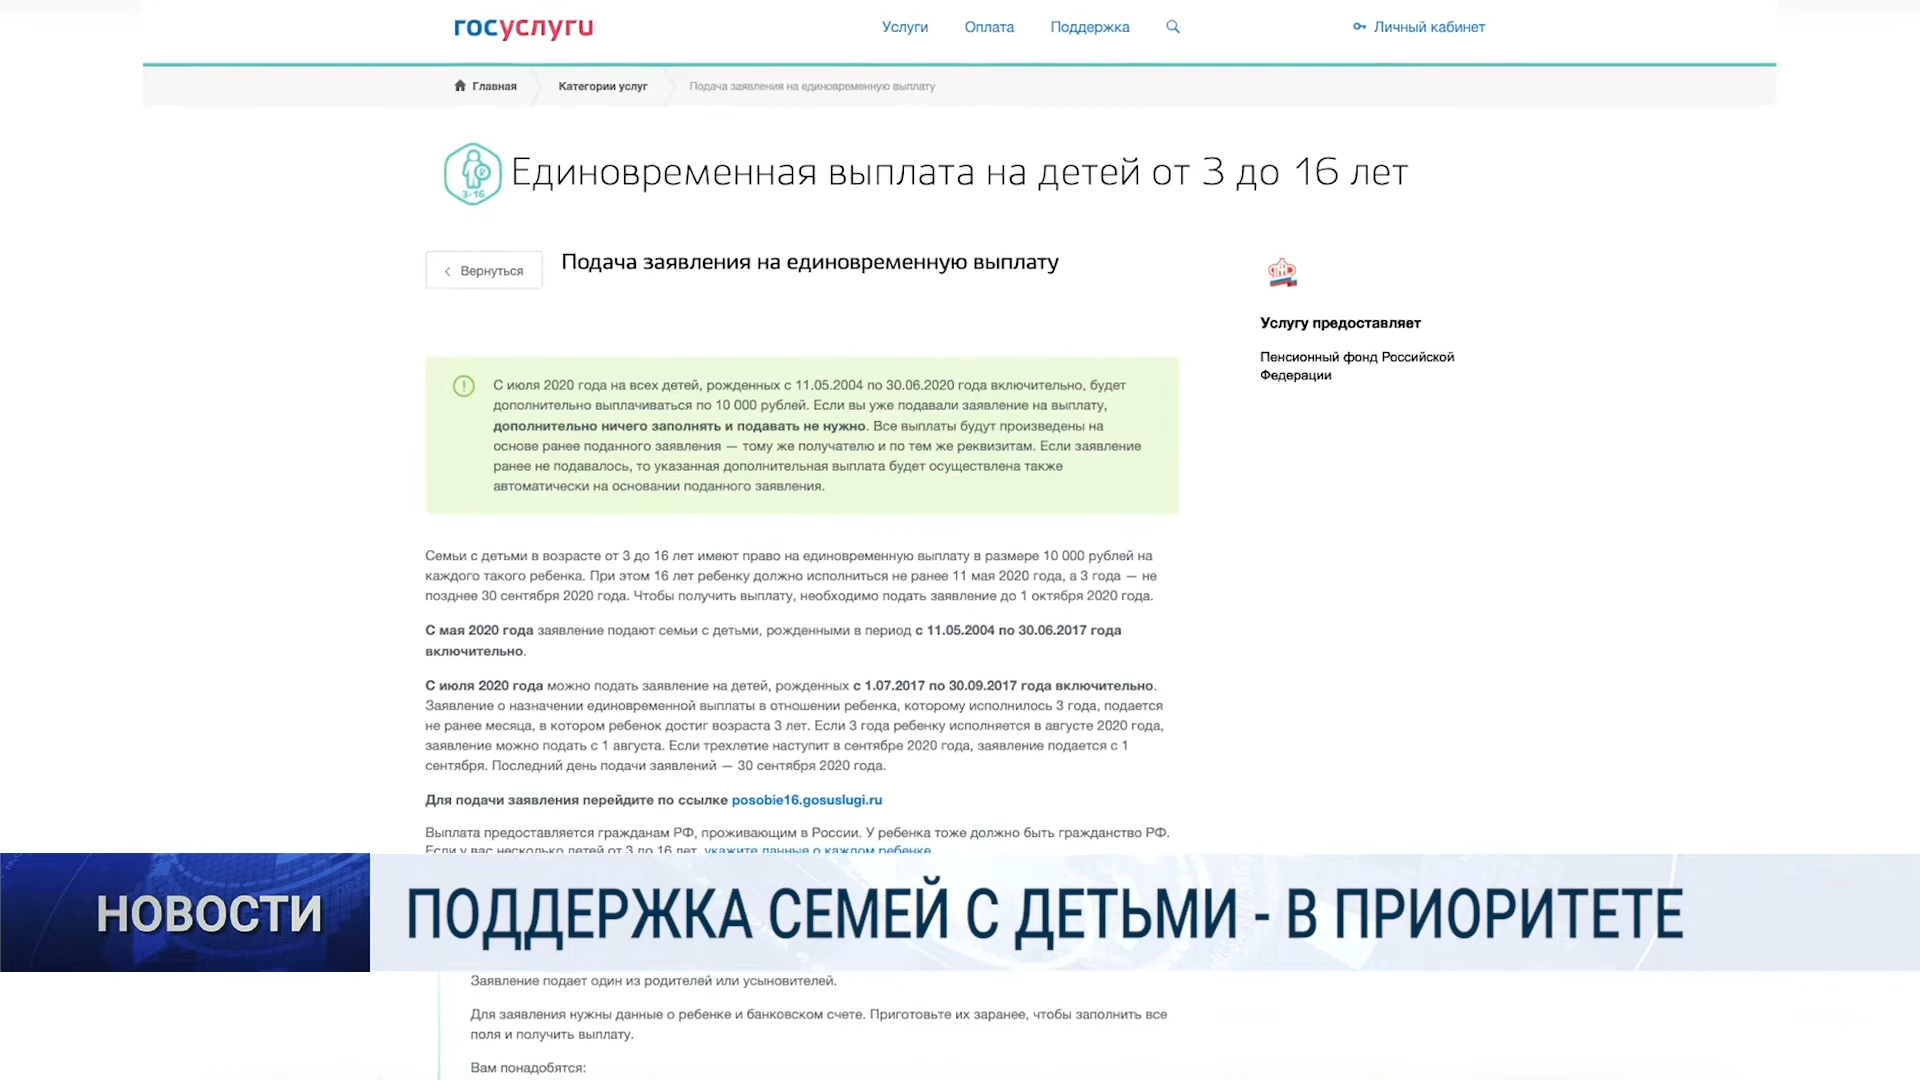 госуслуги
Услуги Оплата Поддержка Личный кабинет
Главная Категории услуг Подача заявления на единовременную выплату
3-16
Единовременная выплата на детей от 3 до 16 лет
Вернуться
Подача заявления на единовременную выплату
Услугу предоставляет
Пенсионный фонд Российской
Федерации
С июля 2020 года на всех детей, рожденных с 11.05.2004 по 30.06.2020 года включительно, будет
дополнительно выплачиваться по 10 000 рублей. Если вы уже подавали заявление на выплату,
дополнительно ничего заполнять и подавать не нужно. Все выплаты будут произведены на
основе ранее поданного заявления — тому же получателю и по тем же реквизитам. Если заявление
ранее не подавалось, то указанная дополнительная выплата будет осуществлена также
автоматически на основании поданного заявления.
Семьи с детьми в возрасте от 3 до 16 лет имеют право на единовременную выплату в размере 10 000 рублей на
каждого такого ребенка. При этом 16 лет ребенку должно исполниться не ранее 11 мая 2020 года, а 3 года — не
позднее 30 сентября 2020 года. Чтобы получить выплату, необходимо подать заявление до 1 октября 2020 года.
С мая 2020 года заявление подают семьи с детьми, рожденными в период с 11.05.2004 по 30.06.2017 года
включительно.
С июля 2020 года можно подать заявление на детей, рожденных с 1.07.2017 по 30.09.2017 года включительно.
Заявление о назначении единовременной выплаты в отношении ребенка, которому исполнилось 3 года, подается
не ранее месяца, в котором ребенок достиг возраста 3 лет. Если 3 года ребенку исполняется в августе 2020 года,
заявление можно подать с 1 августа. Если трехлетие наступит в сентябре 2020 года, заявление подается с 1
сентября. Последний день подачи заявлений — 30 сентября 2020 года.
Для подачи заявления перейдите по ссылке posobie16.gosuslugi.ru
Выплата предоставляется гражданам РФ, проживающим в России. У ребенка тоже должно быть гражданство РФ.
Если у вас несколько детей от 3 до 16 лет, укажите данные о каждом ребенке.
НОВОСТИ
ПОДДЕРЖКА СЕМЕЙ С ДЕТЬМИ - В ПРИОРИТЕТЕ
Заявление подает один из родителей или усыновителей.
Для заявления нужны данные о ребенке и банковском счете. Приготовьте их заранее, чтобы заполнить все
поля и получить выплату.
Вам понадобятся: